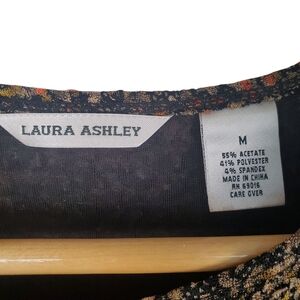 LAURA ASHLEY
M
55% ACETATE
41% POLYESTER
4% SPANDEX
MADE IN CHINA
RN 69016
CARE OVER